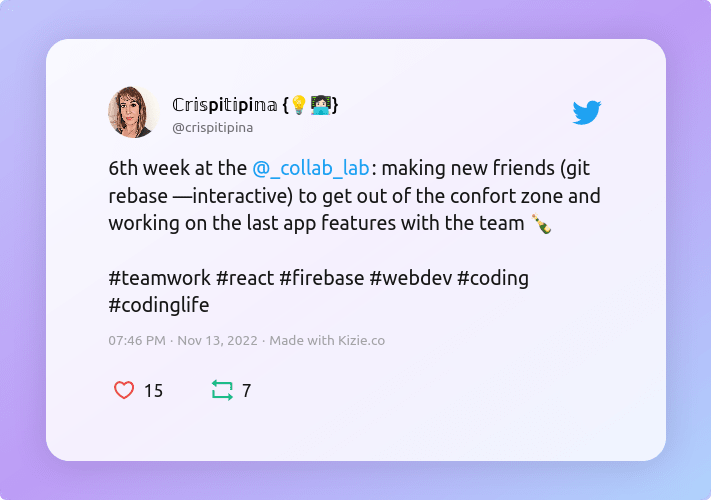 ℂ𝕣𝕚𝕤pi𝕥𝕚pi𝕟𝕒 {💡👩🏻‍💻}
@crispitipina
6th week at the @_collab_lab: making new friends (git
rebase —interactive) to get out of the confort zone and
working on the last app features with the team 🍾
#teamwork #react #firebase #webdev #coding
#codinglife
07:46 PM · Nov 13, 2022 · Made with Kizie.co
15 7